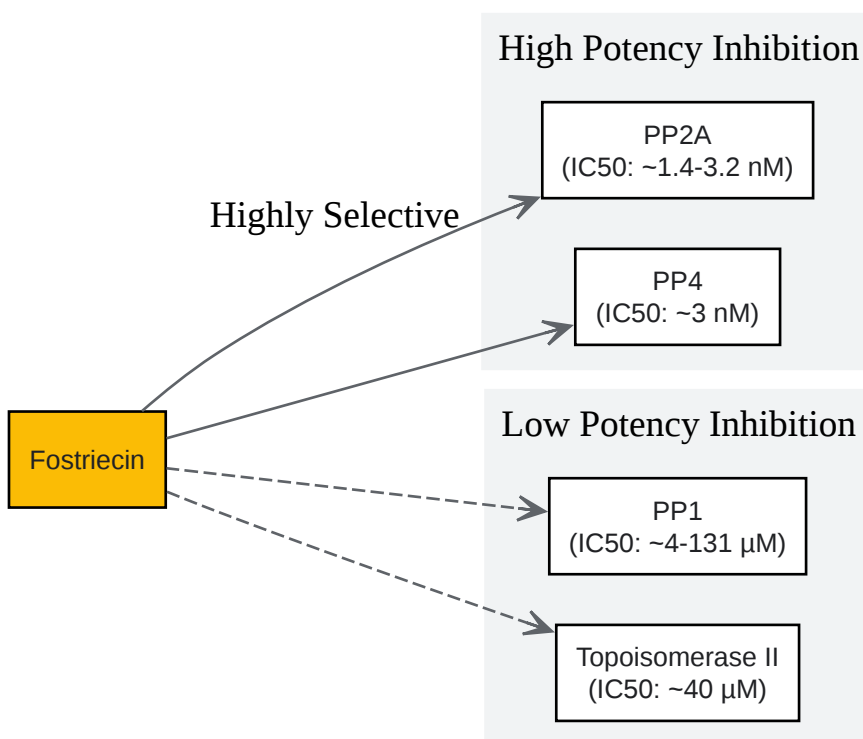 High Potency Inhibition
PP2A
(IC50: ~1.4-3.2 nM)
Highly Selective
PP4
(IC50: ~3 nM)
Fostriecin
Low Potency Inhibition
PP1
(IC50: ~4-131 µM)
Topoisomerase II
(IC50: ~40 µM)